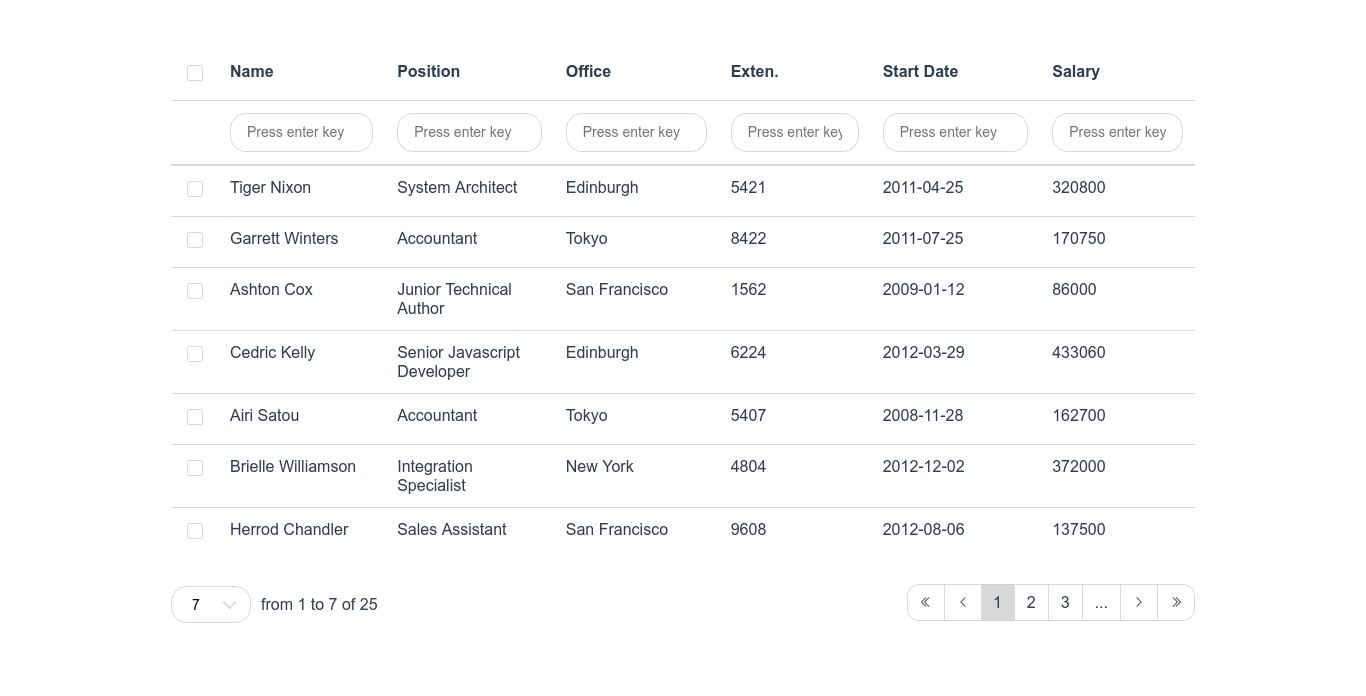 Name Position Office Exten. Start Date Salary
Press enter key Press enter key Press enter key Press enter key Press enter key Press enter key
Tiger Nixon System Architect Edinburgh 5421 2011-04-25 320800
Garrett Winters Accountant Tokyo 8422 2011-07-25 170750
Ashton Cox Junior Technical San Francisco 1562 2009-01-12 86000
Author
Cedric Kelly Senior Javascript Edinburgh 6224 2012-03-29 433060
Developer
Airi Satou Accountant Tokyo 5407 2008-11-28 162700
Brielle Williamson Integration New York 4804 2012-12-02 372000
Specialist
Herrod Chandler Sales Assistant San Francisco 9608 2012-08-06 137500
7 from 1 to 7 of 25 « ‹ 1 2 3 ... › »